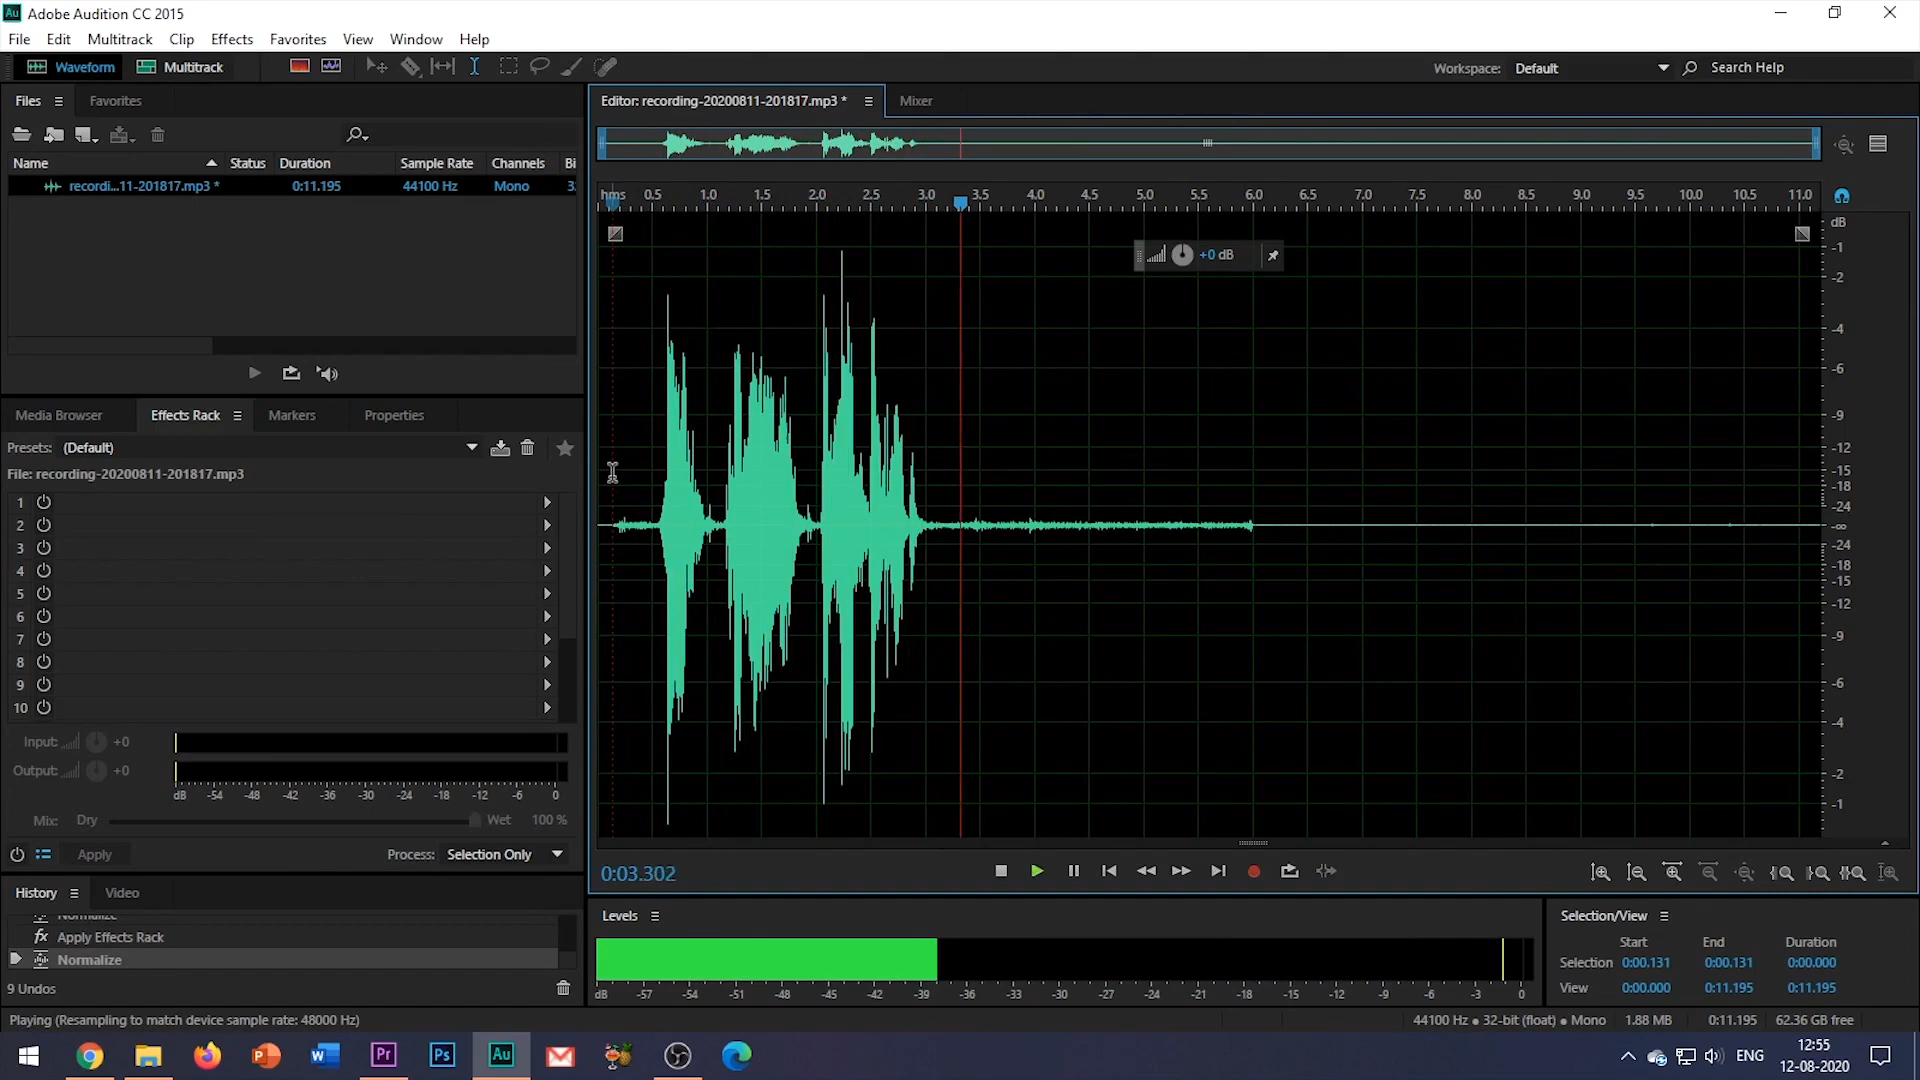 Au Adobe Audition CC 2015
File Edit Multitrack Clip Effects Favorites View Window Help
Waveform Multitrack Workspace: Default Search Help
Files Favorites
Name Status Duration Sample Rate Channels Bi
recordi...11-201817.mp3 * 0:11.195 44100 Hz Mono 3
Media Browser Effects Rack Markers Properties
Presets: (Default)
File: recording-20200811-201817.mp3
1
2
3
4
5
6
7
8
9
10
Input: +0
Output: +0
dB -54 -48 -42 -36 -30 -24 -18 -12 -6 0
Mix: Dry Wet 100 %
Apply Process: Selection Only
History Video
Normalize
fx Apply Effects Rack
Normalize
9 Undos
Editor: recording-20200811-201817.mp3 * Mixer
hms 0.5 1.0 1.5 2.0 2.5 3.0 3.5 4.0 4.5 5.0 5.5 6.0 6.5 7.0 7.5 8.0 8.5 9.0 9.5 10.0 10.5 11.0
+0 dB
dB
-1
-2
-4
-6
-9
-12
-15
-18
-24
-∞
-24
-18
-15
-12
-9
-6
-4
-2
-1
0:03.302
Levels
dB -57 -54 -51 -48 -45 -42 -39 -36 -33 -30 -27 -24 -21 -18 -15 -12 -9 -6 -3 0
Selection/View
Start End Duration
Selection 0:00.131 0:00.131 0:00.000
View 0:00.000 0:11.195 0:11.195
Playing (Resampling to match device sample rate: 48000 Hz) 44100 Hz ● 32-bit (float) ● Mono 1.88 MB 0:11.195 62.36 GB free
Pr Ps Au ENG
12:55
12-08-2020